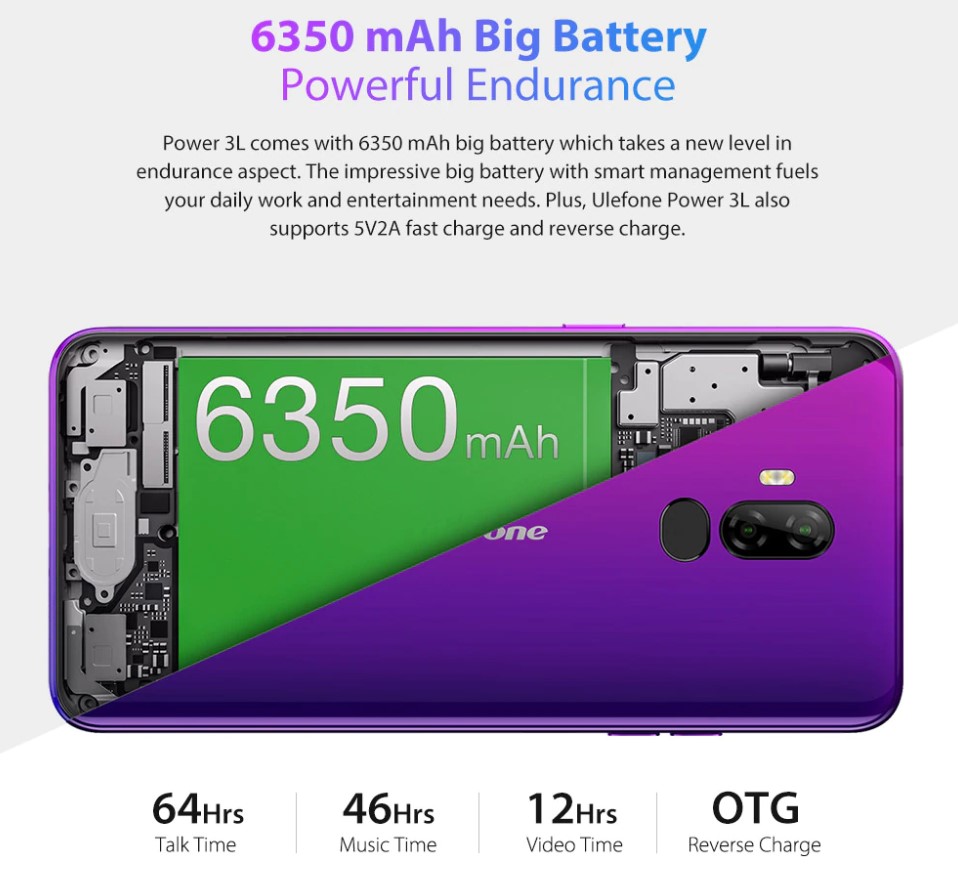 6350 mAh Big Battery
Powerful Endurance
Power 3L comes with 6350 mAh big battery which takes a new level in
endurance aspect. The impressive big battery with smart management fuels
your daily work and entertainment needs. Plus, Ulefone Power 3L also
supports 5V2A fast charge and reverse charge.
6350 mAh
one
64Hrs
Talk Time
46Hrs
Music Time
12Hrs
Video Time
OTG
Reverse Charge